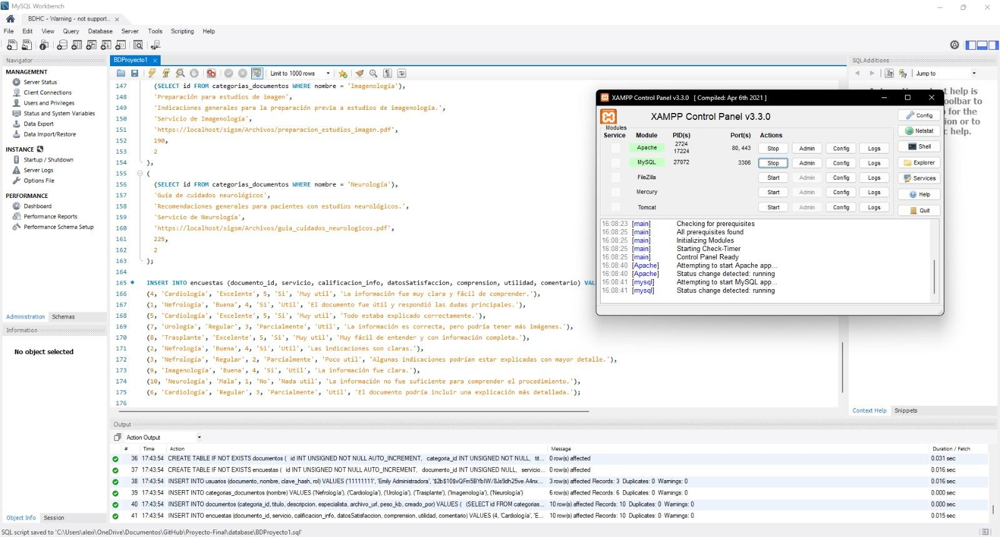 MySQL Workbench
BDHC - Warning - not support...
File Edit View Query Database Server Tools Scripting Help
Navigator
MANAGEMENT
Server Status
Client Connections
Users and Privileges
Status and System Variables
Data Export
Data Import/Restore
INSTANCE
Startup / Shutdown
Server Logs
Options File
PERFORMANCE
Dashboard
Performance Reports
Performance Schema Setup
Administration Schemas
Information
No object selected
Object Info Session
BDProyecto1
Limit to 1000 rows
147 (SELECT id FROM categorias_documentos WHERE nombre = 'Imagenología'),
148 'Preparación para estudios de imagen',
149 'Indicaciones generales para la preparación previa a estudios de imagenología.',
150 'Servicio de Imagenología',
151 'https://localhost/sigsm/Archivos/preparacion_estudios_imagen.pdf',
152 190,
153 2
154 ),
155 (
156 (SELECT id FROM categorias_documentos WHERE nombre = 'Neurología'),
157 'Guía de cuidados neurológicos',
158 'Recomendaciones generales para pacientes con estudios neurológicos.',
159 'Servicio de Neurología',
160 'https://localhost/sigsm/Archivos/guia_cuidados_neurologicos.pdf',
161 225,
162 2
163 );
164
165 INSERT INTO encuestas (documento_id, servicio, calificacion_info, datosSatisfaccion, comprension, utilidad, comentario) VAL
166 (4, 'Cardiología', 'Excelente', 5, 'Si', 'Muy util', 'La información fue muy clara y fácil de comprender.'),
167 (1, 'Nefrología', 'Buena', 4, 'Si', 'Util', 'El documento fue útil y respondió las dudas principales.'),
168 (5, 'Cardiología', 'Excelente', 5, 'Si', 'Muy util', 'Todo estaba explicado correctamente.'),
169 (7, 'Urología', 'Regular', 3, 'Parcialmente', 'Util', 'La información es correcta, pero podría tener más imágenes.'),
170 (8, 'Trasplante', 'Excelente', 5, 'Si', 'Muy util', 'Muy fácil de entender y con información completa.'),
171 (2, 'Nefrología', 'Buena', 4, 'Si', 'Util', 'Las indicaciones son claras.'),
172 (3, 'Nefrología', 'Regular', 2, 'Parcialmente', 'Poco util', 'Algunas indicaciones podrían estar explicadas con mayor detalle.'),
173 (9, 'Imagenología', 'Buena', 4, 'Si', 'Util', 'La información fue clara.'),
174 (10, 'Neurología', 'Mala', 1, 'No', 'Nada util', 'La información no fue suficiente para comprender el procedimiento.'),
175 (6, 'Cardiología', 'Regular', 3, 'Parcialmente', 'Util', 'El documento podría incluir una explicación más detallada.');
176
SQLAdditions
Jump to
t help is
oolbar to
for the
ion or to
c help.
Context Help Snippets
XAMPP Control Panel v3.3.0 [ Compiled: Apr 6th 2021 ]
XAMPP Control Panel v3.3.0
Modules
Service Module PID(s) Port(s) Actions
Apache 2724 17224 80, 443 Stop Admin Config Logs
MySQL 27072 3306 Stop Admin Config Logs
FileZilla Start Admin Config Logs
Mercury Start Admin Config Logs
Tomcat Start Admin Config Logs
Config
Netstat
Shell
Explorer
Services
Help
Quit
16:08:23 [main] Checking for prerequisites
16:08:25 [main] All prerequisites found
16:08:25 [main] Initializing Modules
16:08:25 [main] Starting Check-Timer
16:08:25 [main] Control Panel Ready
16:08:40 [Apache] Attempting to start Apache app...
16:08:40 [Apache] Status change detected: running
16:08:41 [mysql] Attempting to start MySQL app...
16:08:41 [mysql] Status change detected: running
Output
Action Output
# Time Action Message Duration / Fetch
36 17:43:54 CREATE TABLE IF NOT EXISTS documentos ( id INT UNSIGNED NOT NULL AUTO_INCREMENT, categoria_id INT UNSIGNED NOT NULL, tit... 0 row(s) affected 0.031 sec
37 17:43:54 CREATE TABLE IF NOT EXISTS encuestas ( id INT UNSIGNED NOT NULL AUTO_INCREMENT, documento_id INT UNSIGNED NULL, servicio... 0 row(s) affected 0.016 sec
38 17:43:54 INSERT INTO usuarios (documento, nombre, clave_hash, rol) VALUES ('11111111', 'Emily Administradora', 3 row(s) affected Records: 3 Duplicates: 0 Warnings: 0 0.016 sec
39 17:43:54 INSERT INTO categorias_documentos (nombre) VALUES ('Nefrología'), ('Cardiología'), ('Urología'), ('Trasplante'), ('Imagenología'), ('Neurología') 6 row(s) affected Records: 6 Duplicates: 0 Warnings: 0 0.000 sec
40 17:43:54 INSERT INTO documentos (categoria_id, titulo, descripcion, especialista, archivo_url, peso_kb, creado_por) VALUES ( (SELECT id FROM categorias... 10 row(s) affected Records: 10 Duplicates: 0 Warnings: 0 0.000 sec
41 17:43:54 INSERT INTO encuestas (documento_id, servicio, calificacion_info, datosSatisfaccion, comprension, utilidad, comentario) VALUES (4, 'Cardiología', 'E... 10 row(s) affected Records: 10 Duplicates: 0 Warnings: 0 0.015 sec
SQL script saved to 'C:\Users\alexi\OneDrive\Documentos\GitHub\Proyecto-Final\database\BDProyecto1.sql'